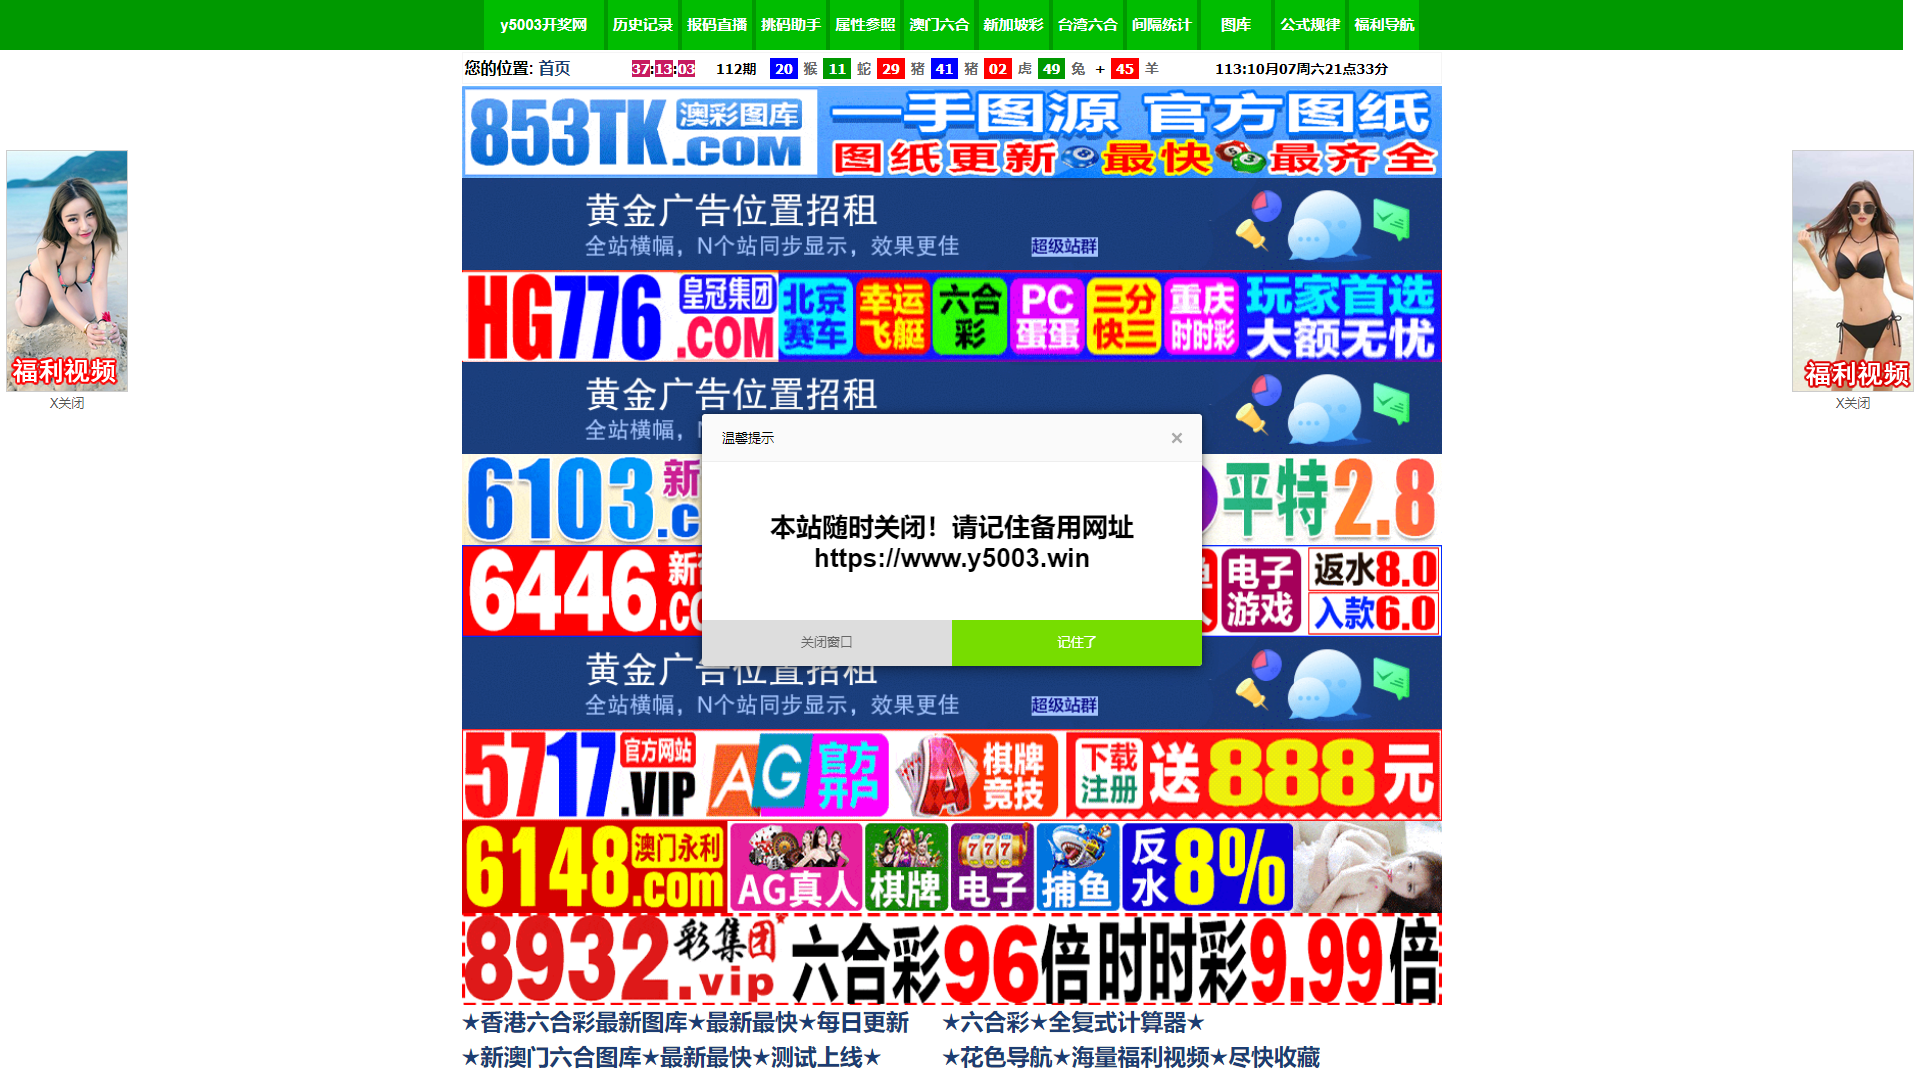 y5003开奖网 历史记录 报码直播 挑码助手 属性参照 澳门六合 新加坡彩 台湾六合 间隔统计 图库 公式规律 福利导航
您的位置: 首页 37:13:03 112期 20 猴 11 蛇 29 猪 41 猪 02 虎 49 兔 + 45 羊 113:10月07周六21点33分
853TK.COM 澳彩图库 一手图源 官方图纸
图纸更新 最快 最齐全
黄金广告位置招租
全站横幅，N个站同步显示，效果更佳 超级站群
HG776.COM 皇冠集团 北京赛车 幸运飞艇 六合彩 PC蛋蛋 三分快三 重庆时时彩 玩家首选
大额无忧
黄金广告位置招租
全站横幅，
福利视频
X关闭
福利视频
X关闭
温馨提示 ×
本站随时关闭！请记住备用网址
https://www.y5003.win
关闭窗口 记住了
6103.c 新 平特2.8
6446.co 电子游戏 返水8.0
入款6.0
黄金广告位置招租
全站横幅，N个站同步显示，效果更佳 超级站群
5717.VIP 官方网站 AG 官方开户 A 棋牌竞技 下载注册 送888元
6148.com 澳门永利 AG真人 棋牌 777 电子 捕鱼 反水8%
8932.vip 彩集团 六合彩96倍 时时彩9.99倍
★香港六合彩最新图库★最新最快★每日更新 ★六合彩★全复式计算器★
★新澳门六合图库★最新最快★测试上线★ ★花色导航★海量福利视频★尽快收藏